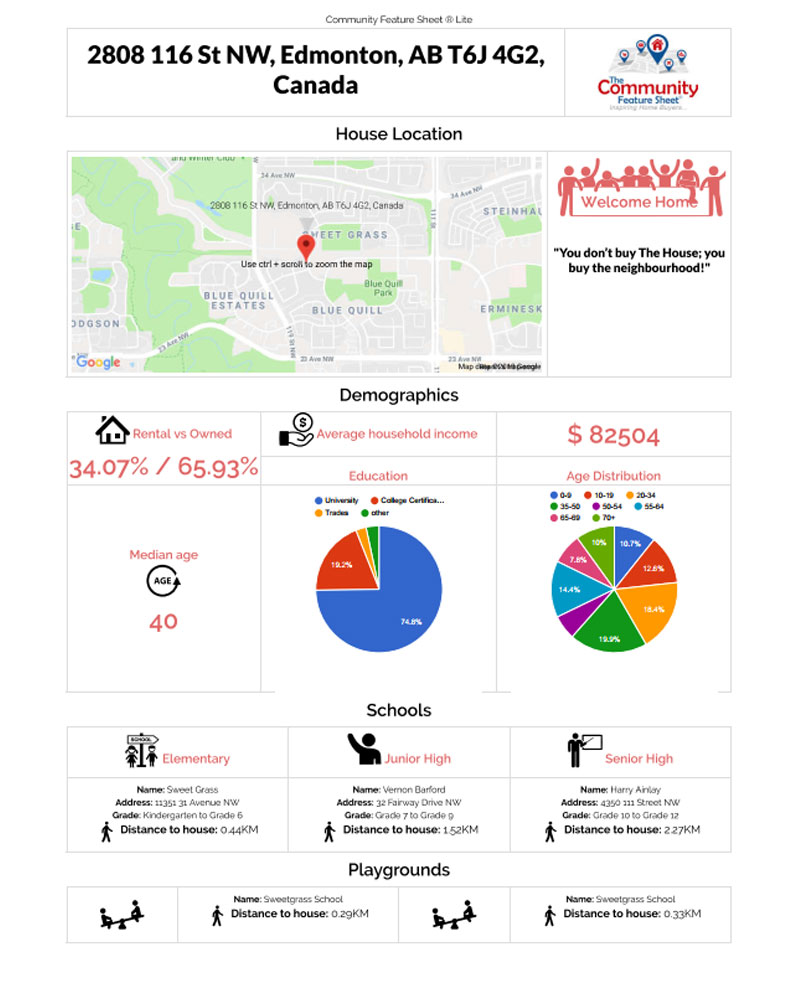 Community Feature Sheet ® Lite
2808 116 St NW, Edmonton, AB T6J 4G2,
Canada
The
Community
Feature Sheet
Inspiring Home Buyers...
House Location
and Winter Club
34 Ave NW
34 Ave NW
2808 116 St NW, Edmonton, AB T6J 4G2, Canada
STEINHAU
SWEET GRASS
Use ctrl + scroll to zoom the map
Blue Quill
Park
BLUE QUILL
ESTATES
BLUE QUILL
ERMINESK
DGSON
23 Ave NW
23 Ave NW
23 Ave NW
Google
Welcome Home
"You don't buy The House; you
buy the neighbourhood!"
Demographics
Rental vs Owned
34.07% / 65.93%
Average household income
$ 82504
Education
University
College Certifica...
Trades
other
19.2%
74.8%
Age Distribution
0-9
10-19
20-34
35-50
50-54
55-64
65-69
70+
10%
10.7%
7.8%
12.6%
14.4%
18.4%
19.9%
Median age
AGE
40
Schools
SCHOOL
Elementary
Junior High
Senior High
Name: Sweet Grass
Address: 11351 31 Avenue NW
Grade: Kindergarten to Grade 6
Distance to house: 0.44KM
Name: Vernon Barford
Address: 32 Fairway Drive NW
Grade: Grade 7 to Grade 9
Distance to house: 1.52KM
Name: Harry Ainlay
Address: 4350 111 Street NW
Grade: Grade 10 to Grade 12
Distance to house: 2.27KM
Playgrounds
Name: Sweetgrass School
Distance to house: 0.29KM
Name: Sweetgrass School
Distance to house: 0.33KM